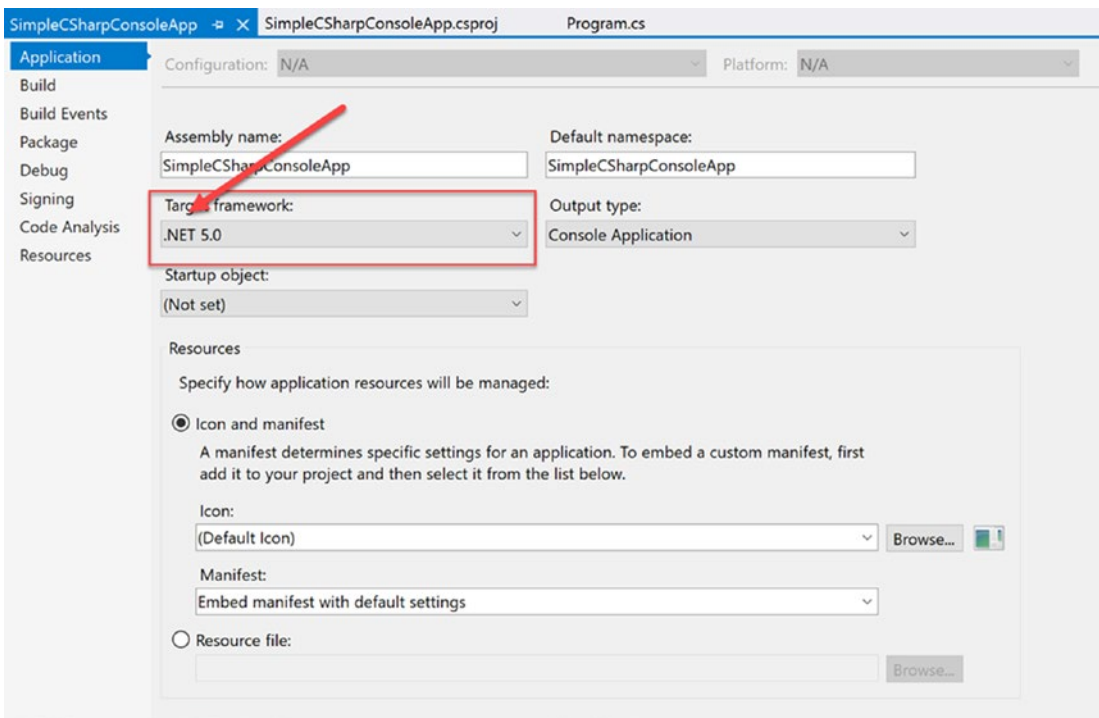 SimpleCSharpConsoleApp SimpleCSharpConsoleApp.csproj Program.cs
Application
Build
Build Events
Package
Debug
Signing
Code Analysis
Resources
Configuration: N/A Platform: N/A
Assembly name: Default namespace:
SimpleCSharpConsoleApp SimpleCSharpConsoleApp
Target framework: Output type:
.NET 5.0 Console Application
Startup object:
(Not set)
Resources
Specify how application resources will be managed:
Icon and manifest
A manifest determines specific settings for an application. To embed a custom manifest, first
add it to your project and then select it from the list below.
Icon:
(Default Icon) Browse...
Manifest:
Embed manifest with default settings
Resource file:
Browse...